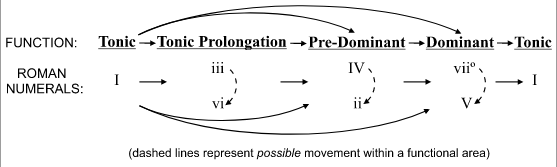 FUNCTION: Tonic Tonic Prolongation Pre-Dominant Dominant Tonic
iii IV viiº
ROMAN NUMERALS: I I
vi ii V
(dashed lines represent possible movement within a functional area)